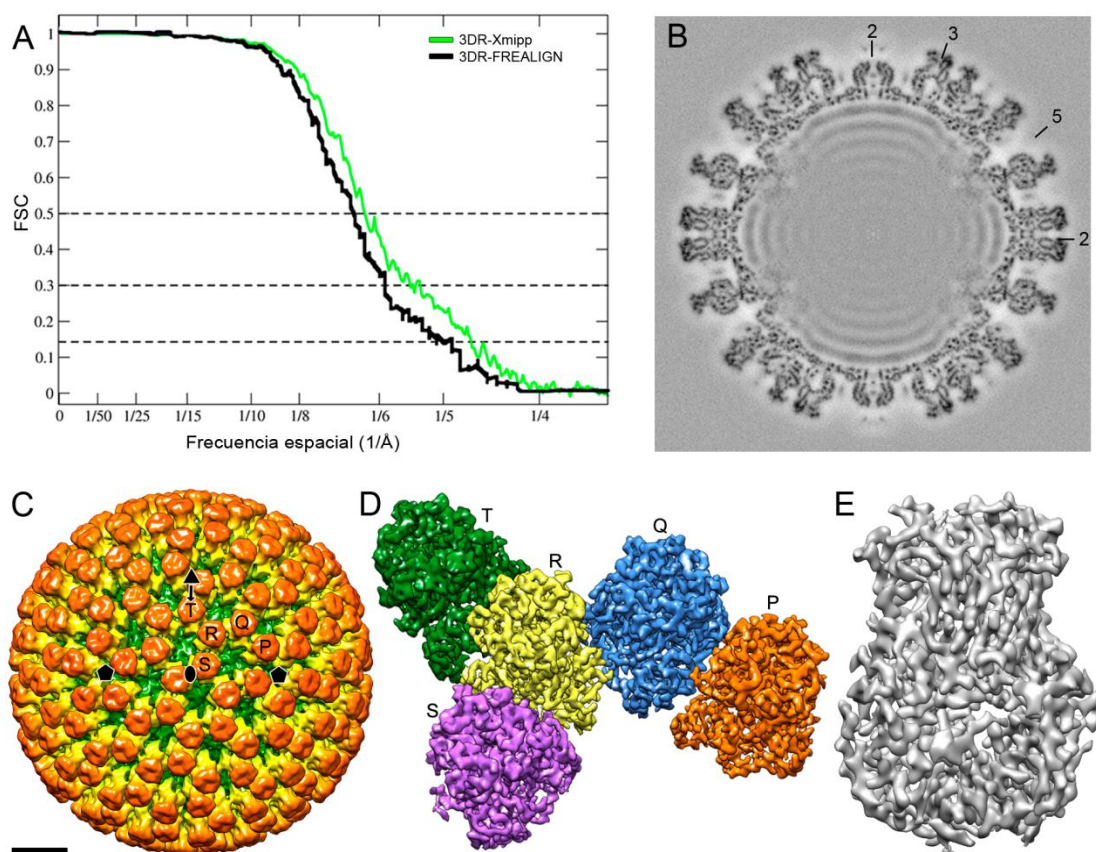 A
FSC
1
0.9
0.8
0.7
0.6
0.5
0.4
0.3
0.2
0.1
0
3DR-Xmipp
3DR-FREALIGN
0 1/50 1/25 1/15 1/10 1/8 1/6 1/5 1/4
Frecuencia espacial (1/Å)
B
2 3
5
2
C
T
R Q
S P
D
T
R
Q
P
S
E